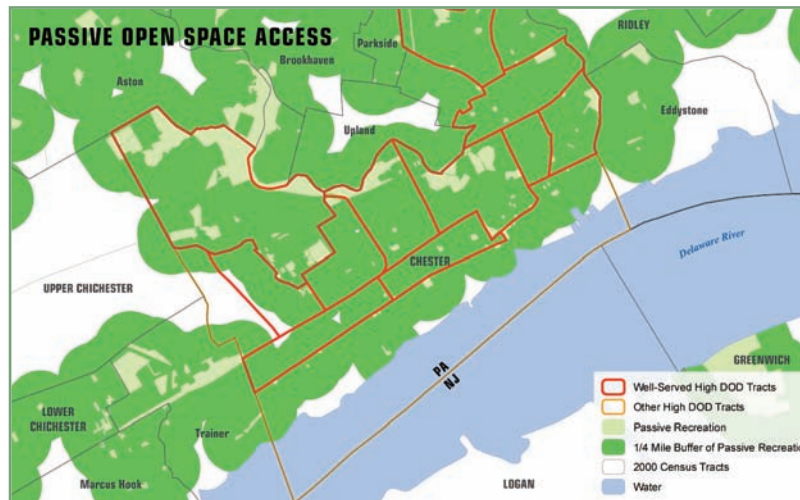 PASSIVE OPEN SPACE ACCESS
Parkside
RIDLEY
Brookhaven
Aston
Eddystone
Upland
Delaware River
CHESTER
UPPER CHICHESTER
PA
NJ
GREENWICH
LOWER
CHICHESTER
Trainer
Marcus Hook
LOGAN
Well-Served High DOD Tracts
Other High DOD Tracts
Passive Recreation
1/4 Mile Buffer of Passive Recreation
2000 Census Tracts
Water